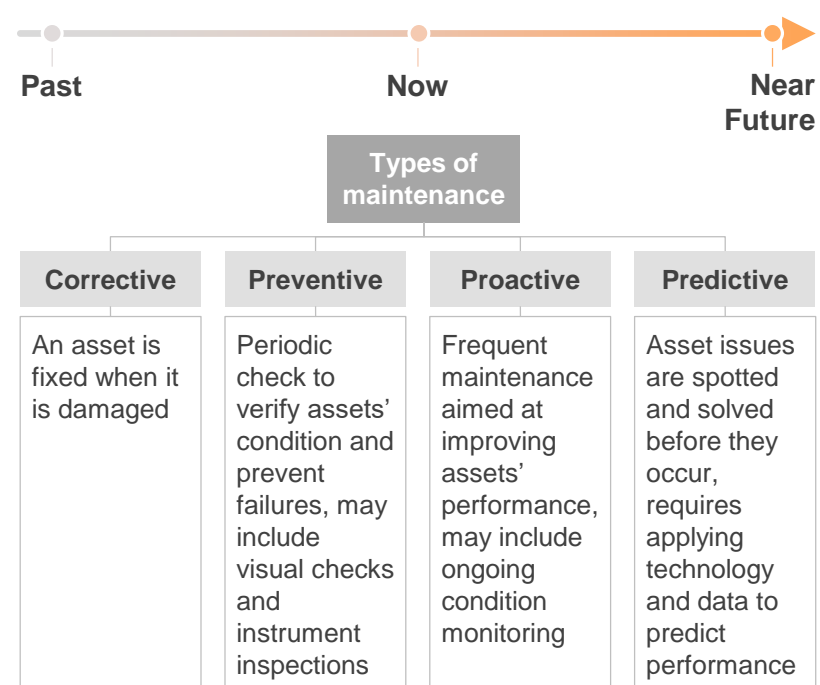 Past
Now
Near
Future
Types of
maintenance
Corrective
Preventive
Proactive
Predictive
An asset is
fixed when it
is damaged
Periodic
check to
verify assets’
condition and
prevent
failures, may
include
visual checks
and
instrument
inspections
Frequent
maintenance
aimed at
improving
assets’
performance,
may include
ongoing
condition
monitoring
Asset issues
are spotted
and solved
before they
occur,
requires
applying
technology
and data to
predict
performance